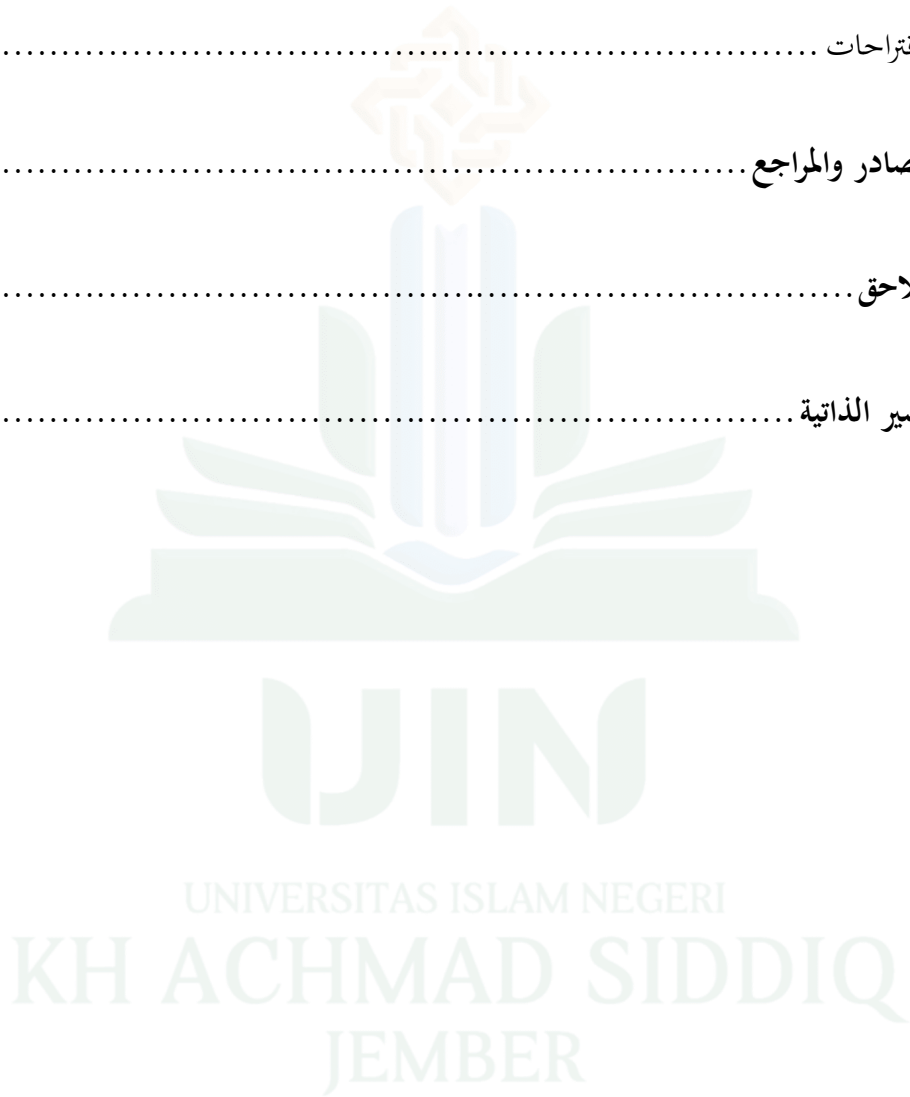 قتراحات ........................................................................
صادر والمراجع ................................................................
لاحق ........................................................................
سير الذاتية ....................................................................
UIN
UNIVERSITAS ISLAM NEGERI
KH ACHMAD SIDDIQ
JEMBER